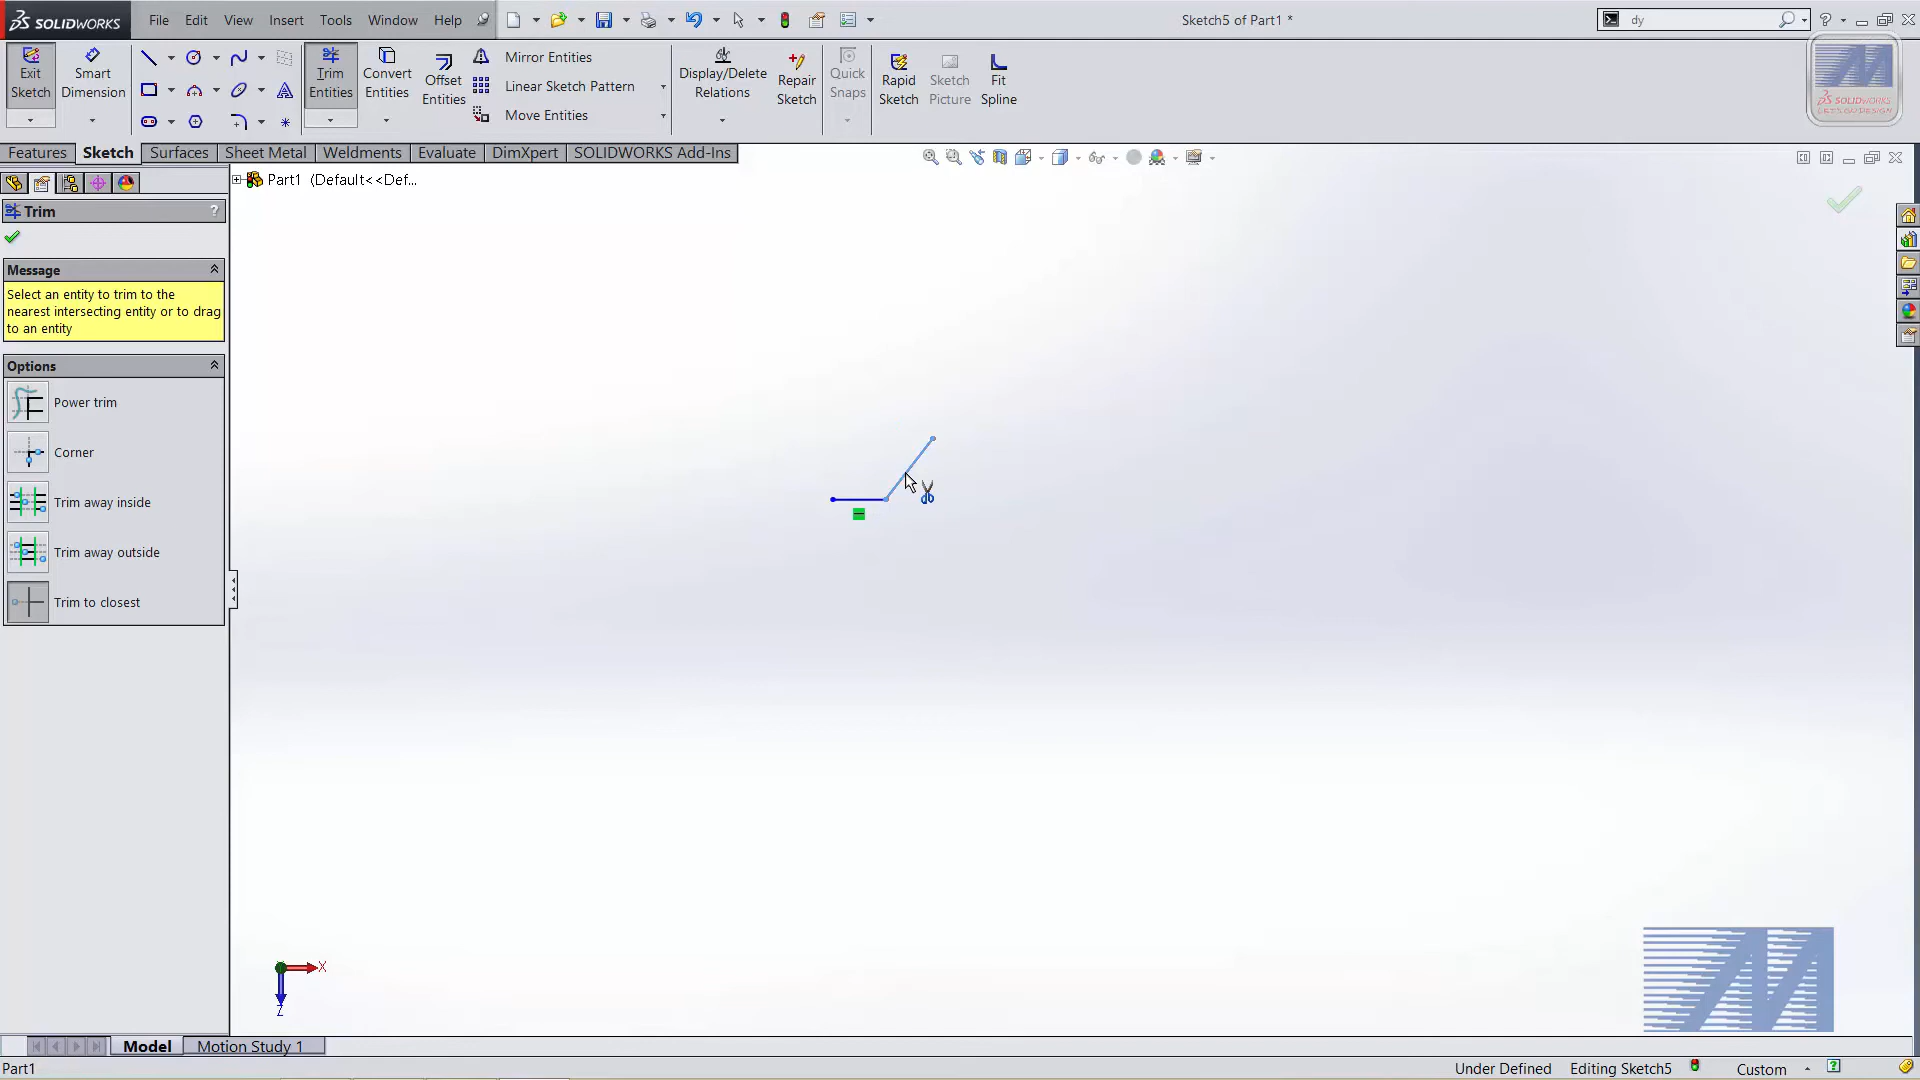 SOLIDWORKS File Edit View Insert Tools Window Help Sketch5 of Part1 * dy
Exit Sketch
Smart Dimension
Trim Entities
Convert Entities
Offset Entities
Mirror Entities
Linear Sketch Pattern
Move Entities
Display/Delete Relations
Repair Sketch
Quick Snaps
Rapid Sketch
Sketch Picture
Fit Spline
SOLIDWORKS
LET'S GO DESIGN
Features Sketch Surfaces Sheet Metal Weldments Evaluate DimXpert SOLIDWORKS Add-Ins
Part1 (Default<<Def...
Trim ?
Message
Select an entity to trim to the
nearest intersecting entity or to drag
to an entity
Options
Power trim
Corner
Trim away inside
Trim away outside
Trim to closest
X
Z
Model Motion Study 1
Part1 Under Defined Editing Sketch5 Custom